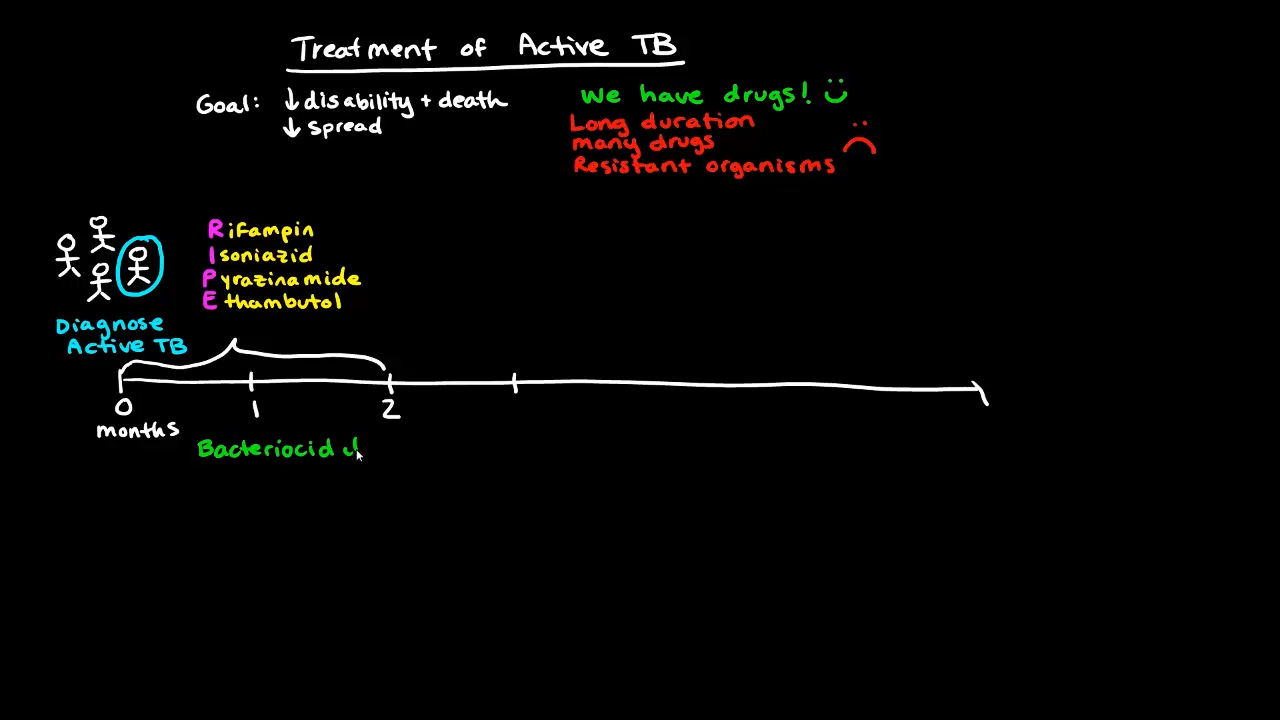 Treatment of Active TB
Goal: ↓ disability + death
↓ spread
We have drugs!
Long duration
many drugs
Resistant organisms
Rifampin
Isoniazid
Pyrazinamide
Ethambutol
Diagnose
Active TB
0 1 2
months
Bacteriocid